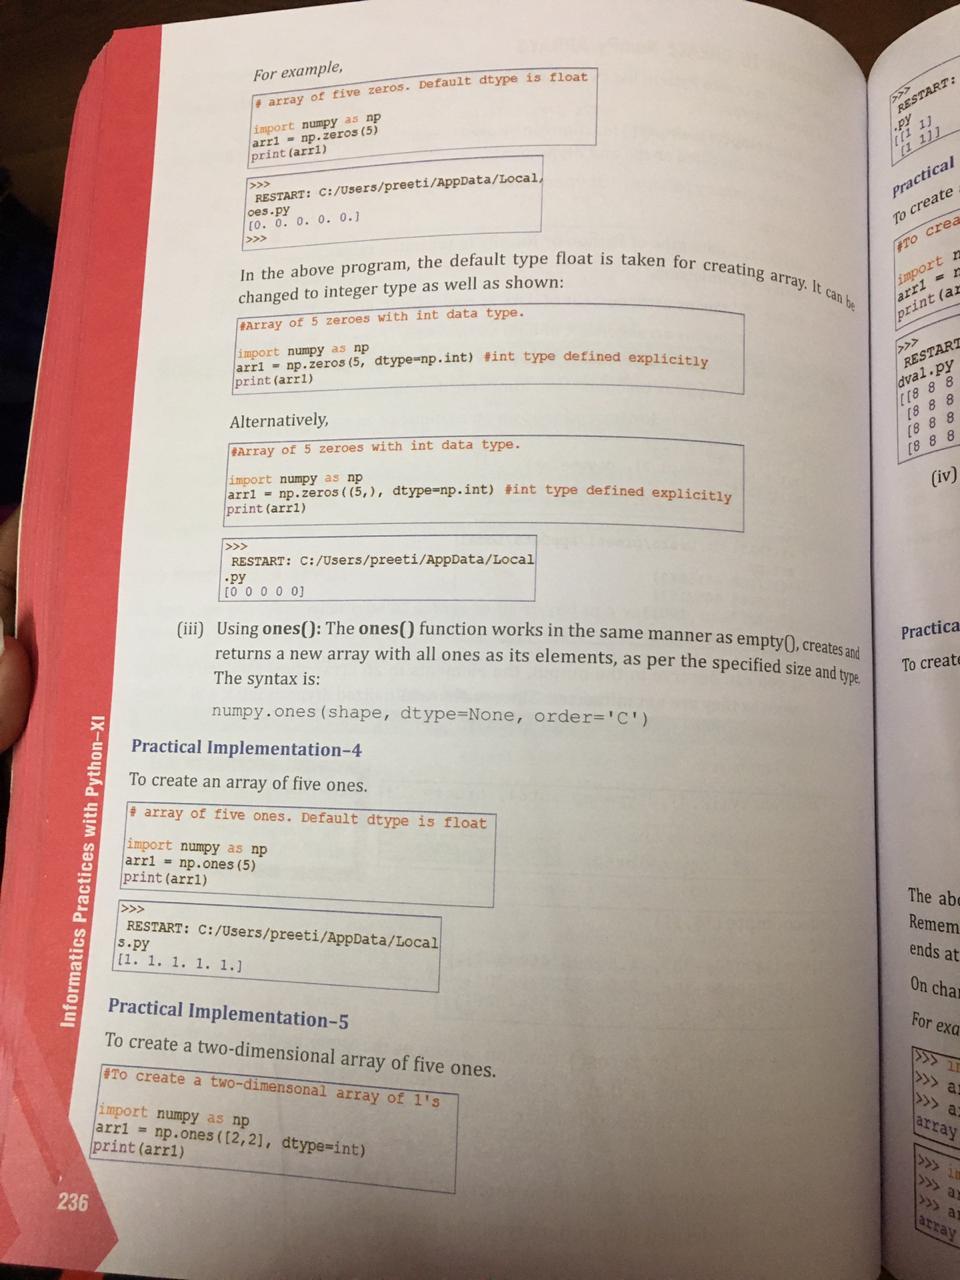 For example,
# array of five zeros. Default dtype is float
import numpy as np
arr1 = np.zeros(5)
print(arr1)
>>>
RESTART: C:/Users/preeti/AppData/Local/
oes.py
[0. 0. 0. 0. 0.]
>>>
In the above program, the default type float is taken for creating array. It can be
changed to integer type as well as shown:
#Array of 5 zeroes with int data type.
import numpy as np
arr1 = np.zeros(5, dtype=np.int) #int type defined explicitly
print(arr1)
Alternatively,
#Array of 5 zeroes with int data type.
import numpy as np
arr1 = np.zeros((5,), dtype=np.int) #int type defined explicitly
print(arr1)
>>>
RESTART: C:/Users/preeti/AppData/Local
.py
[0 0 0 0 0]
(iii) Using ones(): The ones() function works in the same manner as empty(), creates and
returns a new array with all ones as its elements, as per the specified size and type.
The syntax is:
numpy.ones(shape, dtype=None, order='C')
Practical Implementation–4
To create an array of five ones.
# array of five ones. Default dtype is float
import numpy as np
arr1 = np.ones(5)
print(arr1)
>>>
RESTART: C:/Users/preeti/AppData/Local
s.py
[1. 1. 1. 1. 1.]
Practical Implementation–5
To create a two-dimensional array of five ones.
#To create a two-dimensonal array of 1's
import numpy as np
arr1 = np.ones([2,2], dtype=int)
print(arr1)
Informatics Practices with Python–XI
236
>>>
RESTART:
.py
[[1 1]
[1 1]]
Practical
To create
#To crea
import n
arr1 =
print(ar
>>>
RESTART
dval.py
[[8 8 8
[8 8 8
[8 8 8
[8 8 8
(iv)
Practica
To create
The abo
Remem
ends at
On cha
For exa
>>>
>>> a
>>> a
array
>>>
>>> a
>>> a
array